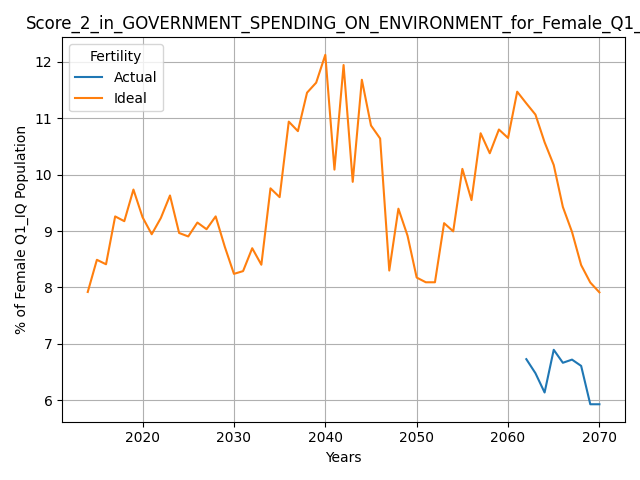 Score_2_in_GOVERNMENT_SPENDING_ON_ENVIRONMENT_for_Female_Q1_
Fertility
Actual
Ideal
% of Female Q1_IQ Population
12
11
10
9
8
7
6
2020 2030 2040 2050 2060 2070
Years